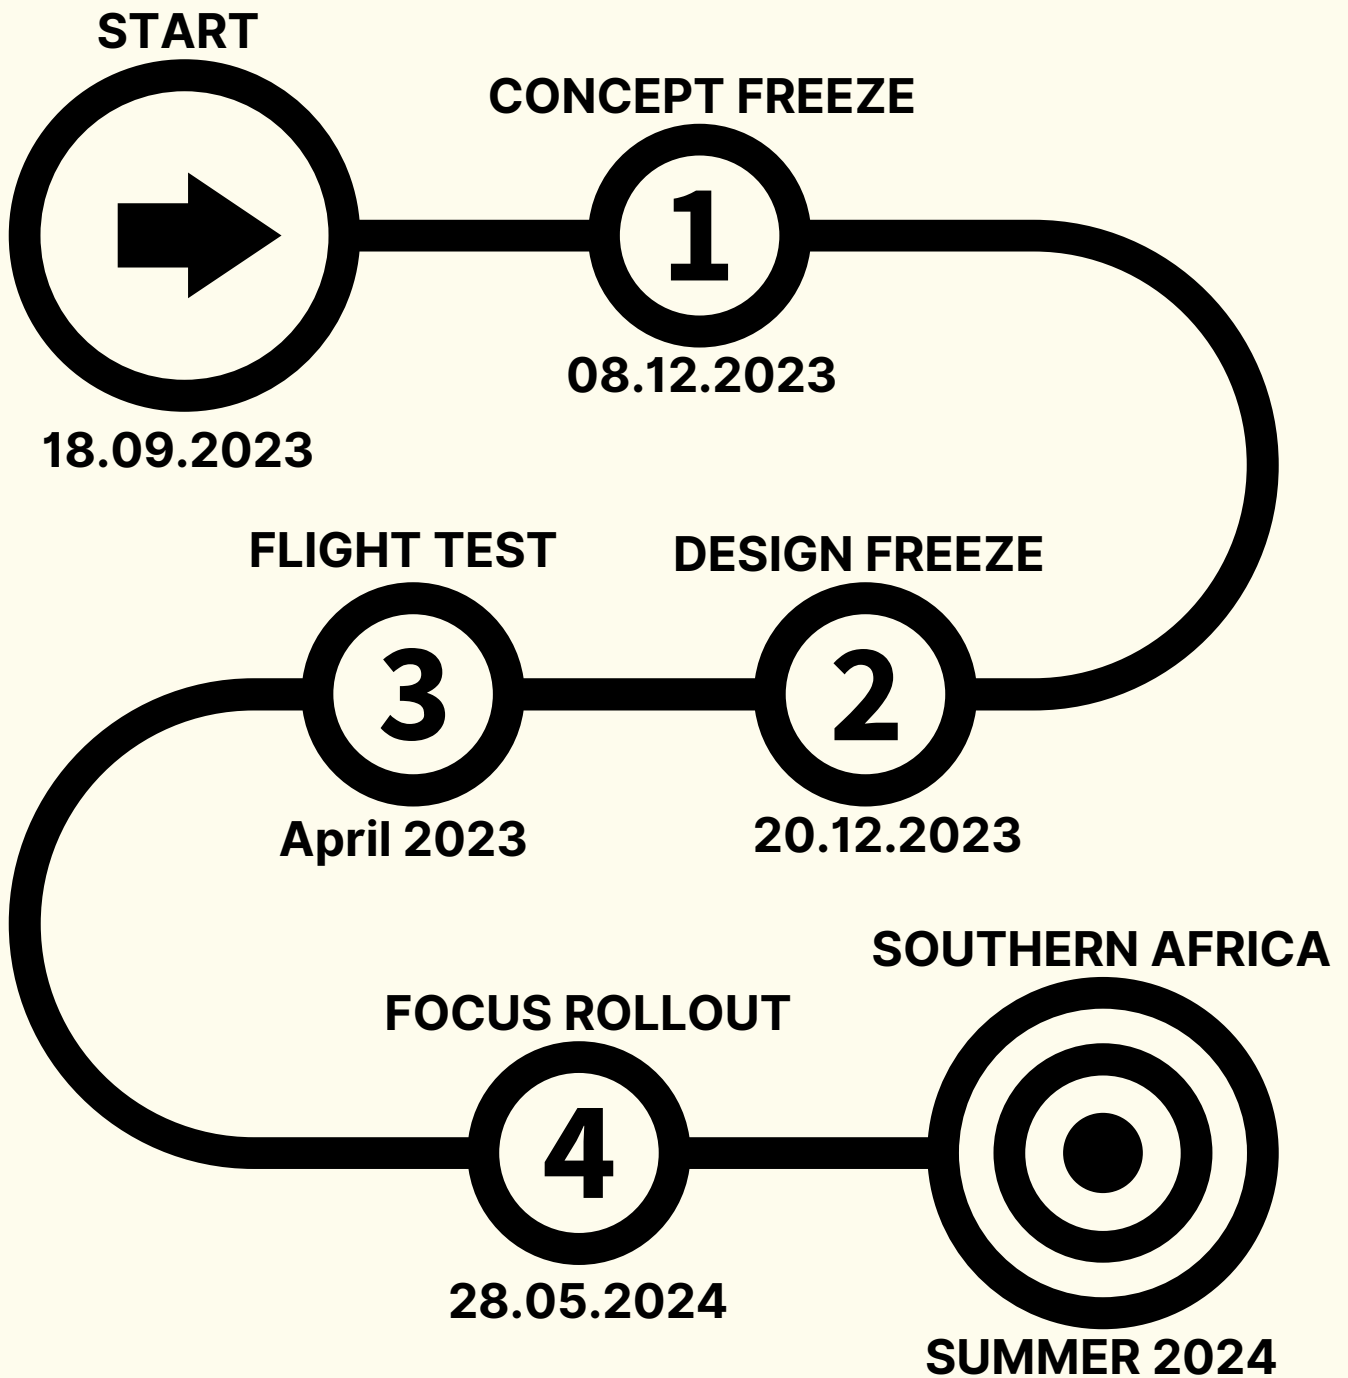 START
18.09.2023
CONCEPT FREEZE
1
08.12.2023
DESIGN FREEZE
2
20.12.2023
FLIGHT TEST
3
April 2023
FOCUS ROLLOUT
4
28.05.2024
SOUTHERN AFRICA
SUMMER 2024